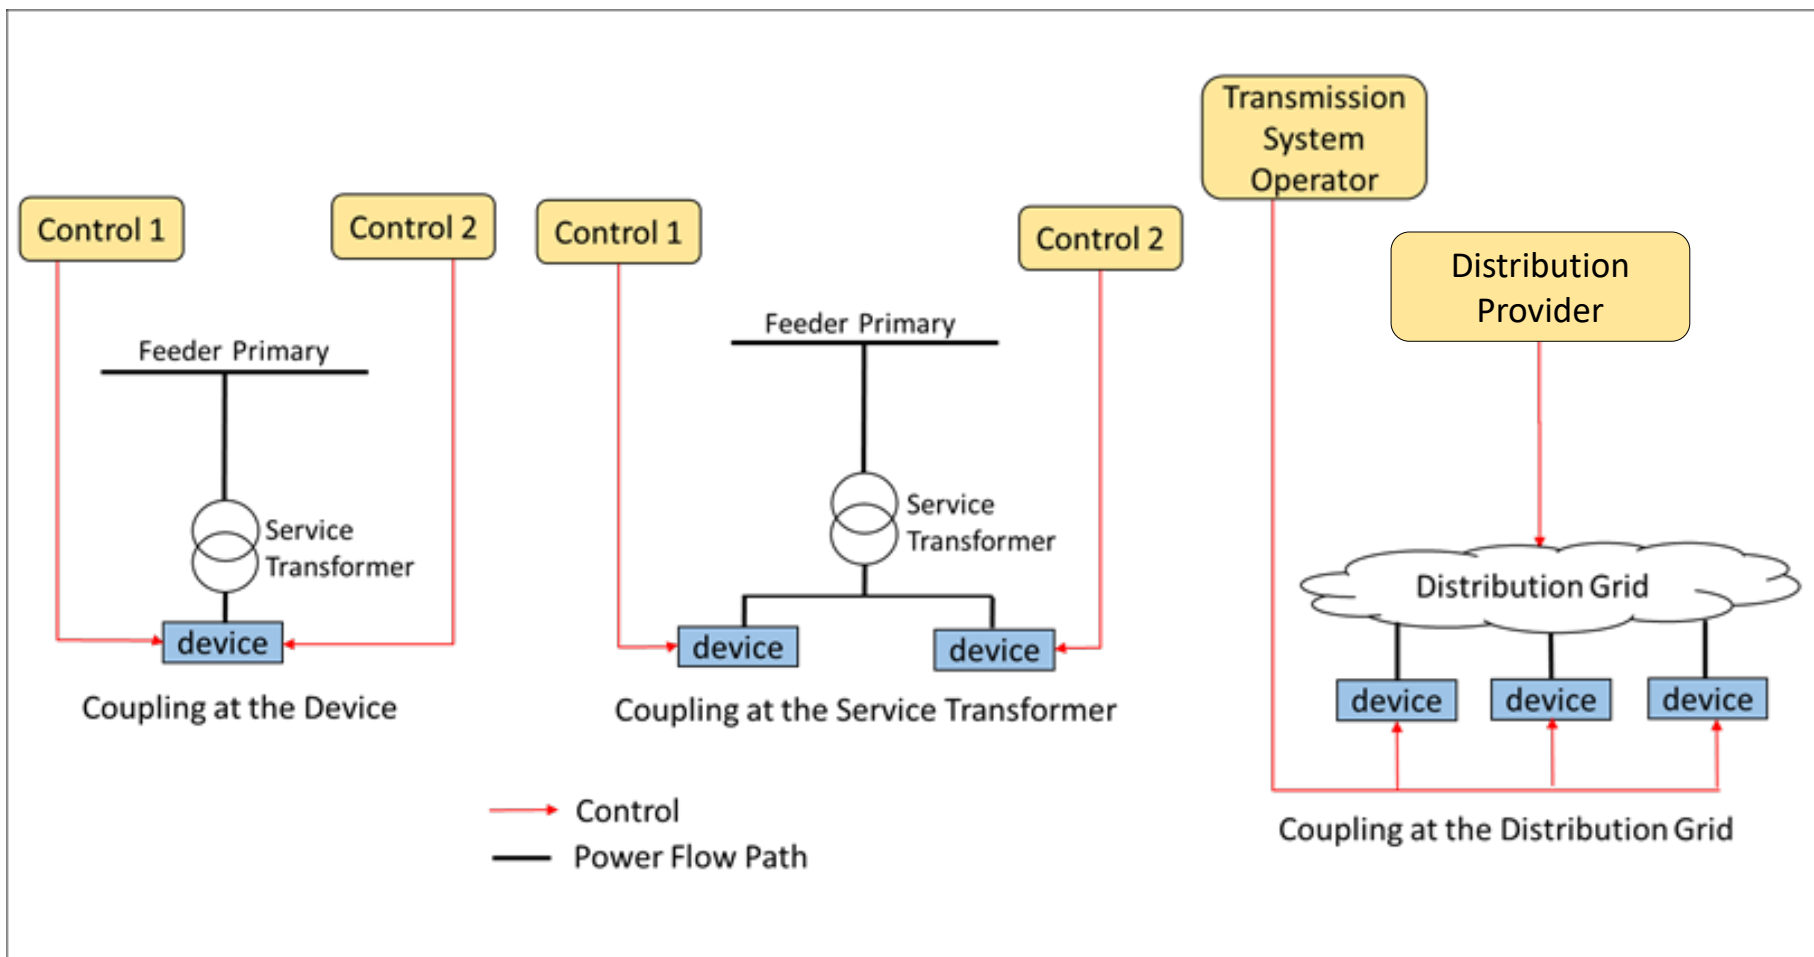 Control 1
Control 2
Feeder Primary
Service
Transformer
device
Coupling at the Device
Control 1
Control 2
Feeder Primary
Service
Transformer
device
device
Coupling at the Service Transformer
Transmission
System
Operator
Distribution
Provider
Distribution Grid
device
device
device
Coupling at the Distribution Grid
Control
Power Flow Path